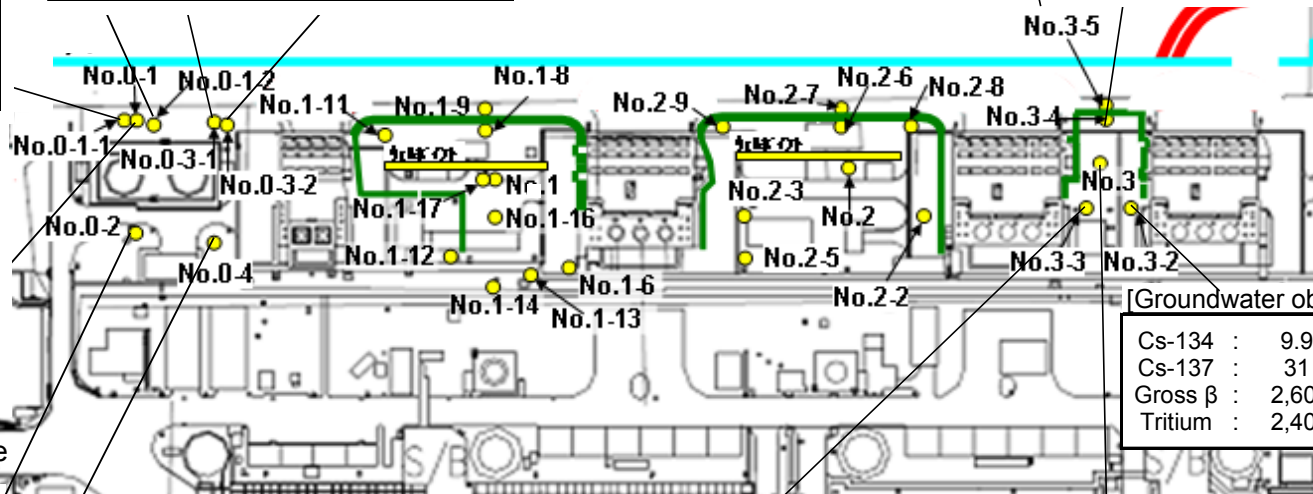 No.3-5
No.0-1
No.0-1-2
No.1-8
No.2-6
No.2-8
No.1-11
No.1-9
No.2-9
No.2-7
No.3-4
No.0-1-1
No.0-3-1
No.0-3-2
No.1
No.2-3
No.3
No.1-17
No.1-16
No.2
No.0-2
No.1-12
No.2-5
No.3-3
No.3-2
No.0-4
No.1-6
No.2-2
No.1-14
No.1-13
[Groundwater ob
Cs-134 : 9.9
Cs-137 : 31
Gross β : 2,60
Tritium : 2,40
S/B
e